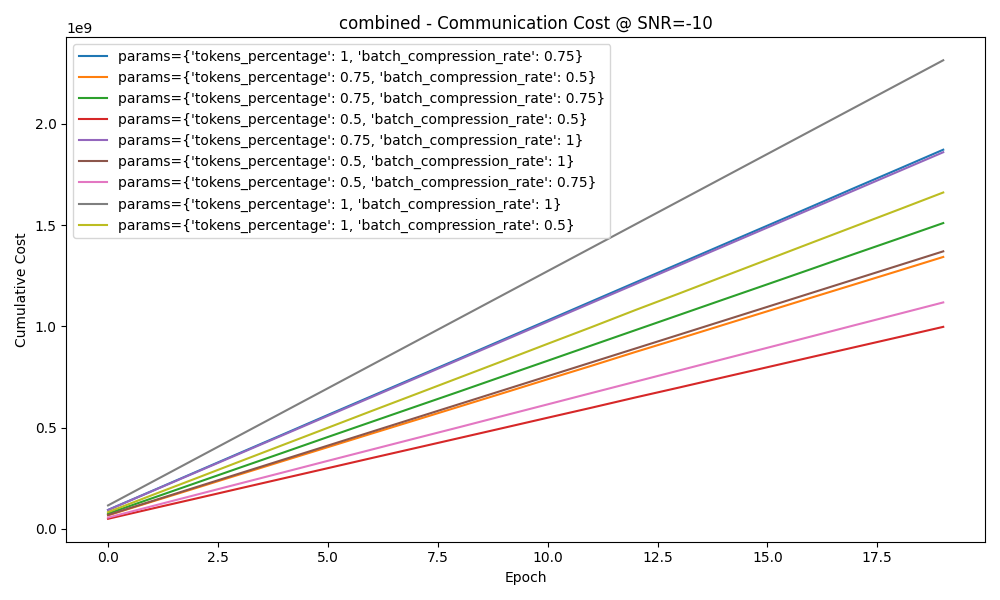 combined - Communication Cost @ SNR=-10
1e9
params={'tokens_percentage': 1, 'batch_compression_rate': 0.75}
params={'tokens_percentage': 0.75, 'batch_compression_rate': 0.5}
params={'tokens_percentage': 0.75, 'batch_compression_rate': 0.75}
params={'tokens_percentage': 0.5, 'batch_compression_rate': 0.5}
params={'tokens_percentage': 0.75, 'batch_compression_rate': 1}
params={'tokens_percentage': 0.5, 'batch_compression_rate': 1}
params={'tokens_percentage': 0.5, 'batch_compression_rate': 0.75}
params={'tokens_percentage': 1, 'batch_compression_rate': 1}
params={'tokens_percentage': 1, 'batch_compression_rate': 0.5}
Cumulative Cost
2.0
1.5
1.0
0.5
0.0
0.0 2.5 5.0 7.5 10.0 12.5 15.0 17.5
Epoch